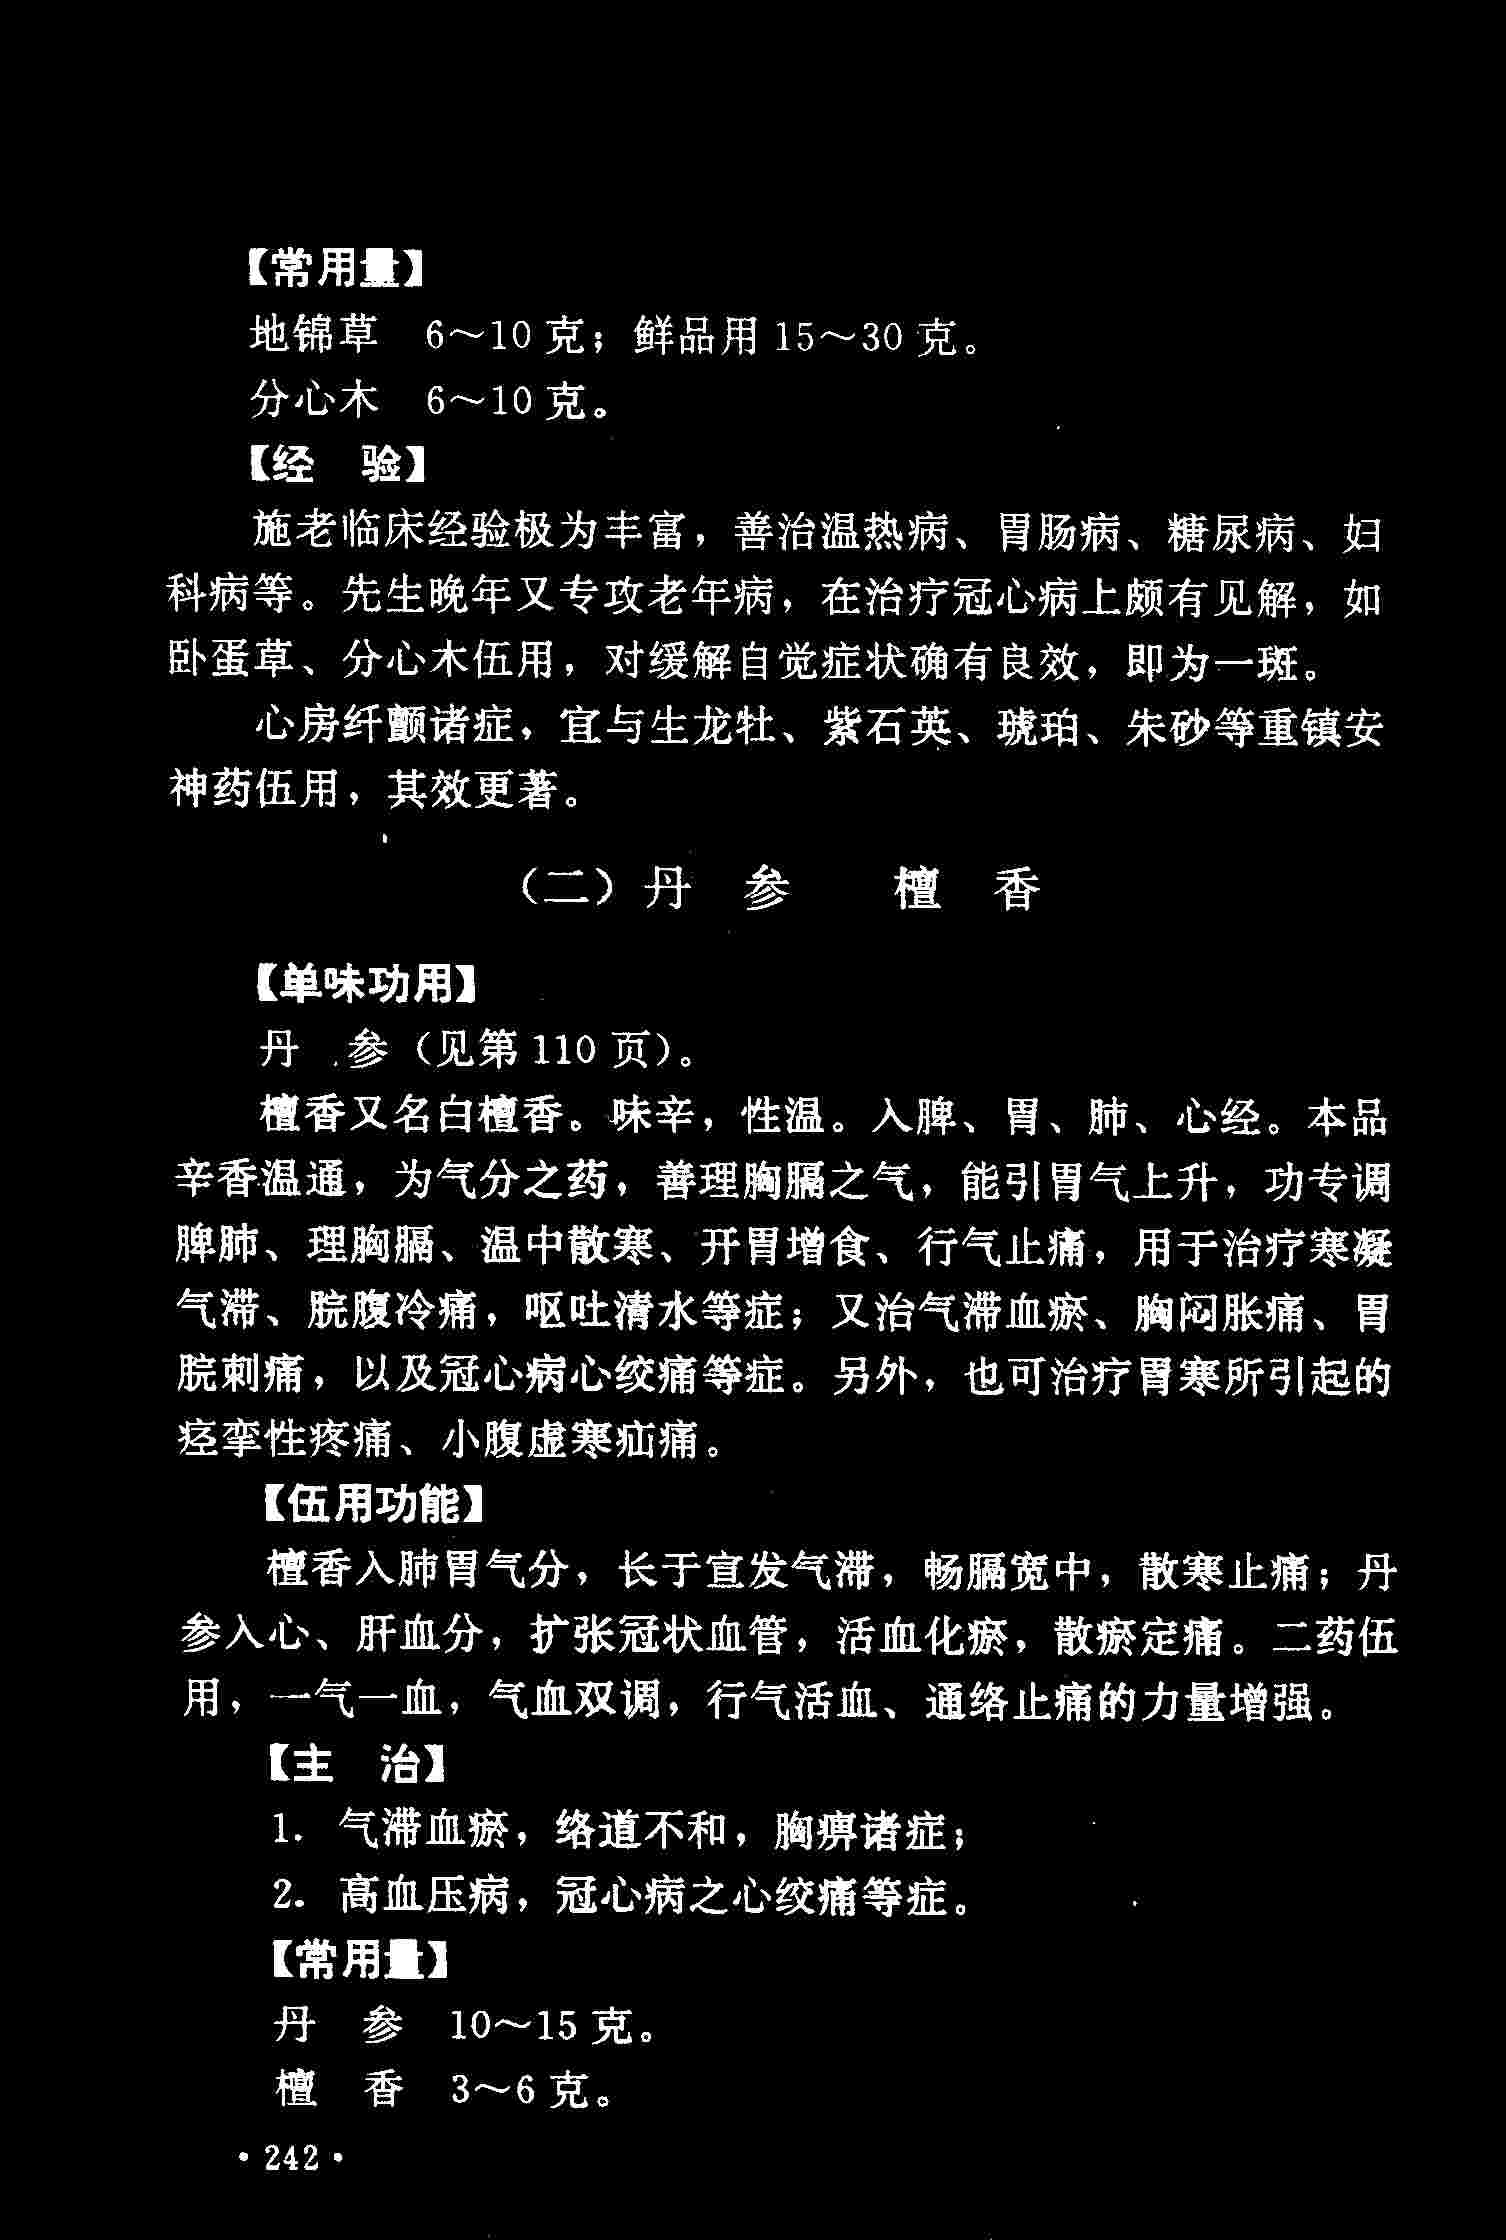 【常用量】
地锦草　6～10 克；鲜品用 15～30 克。
分心木　6～10 克。
【经　验】
施老临床经验极为丰富，善治温热病、胃肠病、糖尿病、妇
科病等。先生晚年又专攻老年病，在治疗冠心病上颇有见解，如
卧蛋草、分心木伍用，对缓解自觉症状确有良效，即为一斑。
心房纤颤诸症，宜与生龙牡、紫石英、琥珀、朱砂等重镇安
神药伍用，其效更著。
（二）丹　参　　檀　香
【单味功用】
丹　参（见第 110 页）。
檀香又名白檀香。味辛，性温。入脾、胃、肺、心经。本品
辛香温通，为气分之药，善理胸膈之气，能引胃气上升，功专调
脾肺、理胸膈、温中散寒、开胃增食、行气止痛，用于治疗寒凝
气滞、脘腹冷痛，呕吐清水等症；又治气滞血瘀、胸闷胀痛、胃
脘刺痛，以及冠心病心绞痛等症。另外，也可治疗胃寒所引起的
痉挛性疼痛、小腹虚寒疝痛。
【伍用功能】
檀香入肺胃气分，长于宣发气滞，畅膈宽中，散寒止痛；丹
参入心、肝血分，扩张冠状血管，活血化瘀，散瘀定痛。二药伍
用，一气一血，气血双调，行气活血、通络止痛的力量增强。
【主　治】
1. 气滞血瘀，络道不和，胸痹诸症；
2. 高血压病，冠心病之心绞痛等症。
【常用量】
丹　参　10～15 克。
檀　香　3～6 克。
·242·